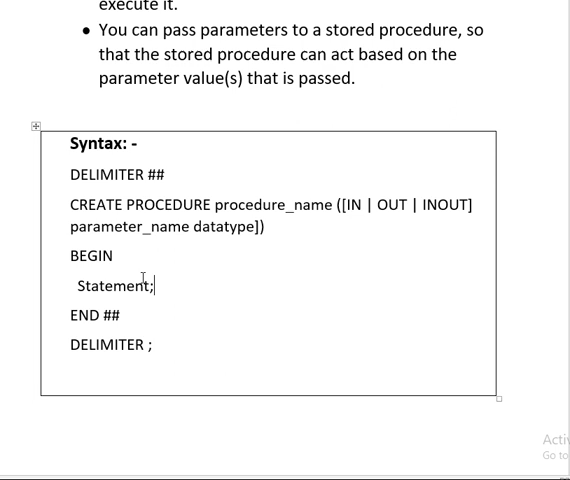 execute it.
● You can pass parameters to a stored procedure, so
that the stored procedure can act based on the
parameter value(s) that is passed.
Syntax: -
DELIMITER ##
CREATE PROCEDURE procedure_name ([IN | OUT | INOUT]
parameter_name datatype])
BEGIN
Statement;
END ##
DELIMITER ;
Go to